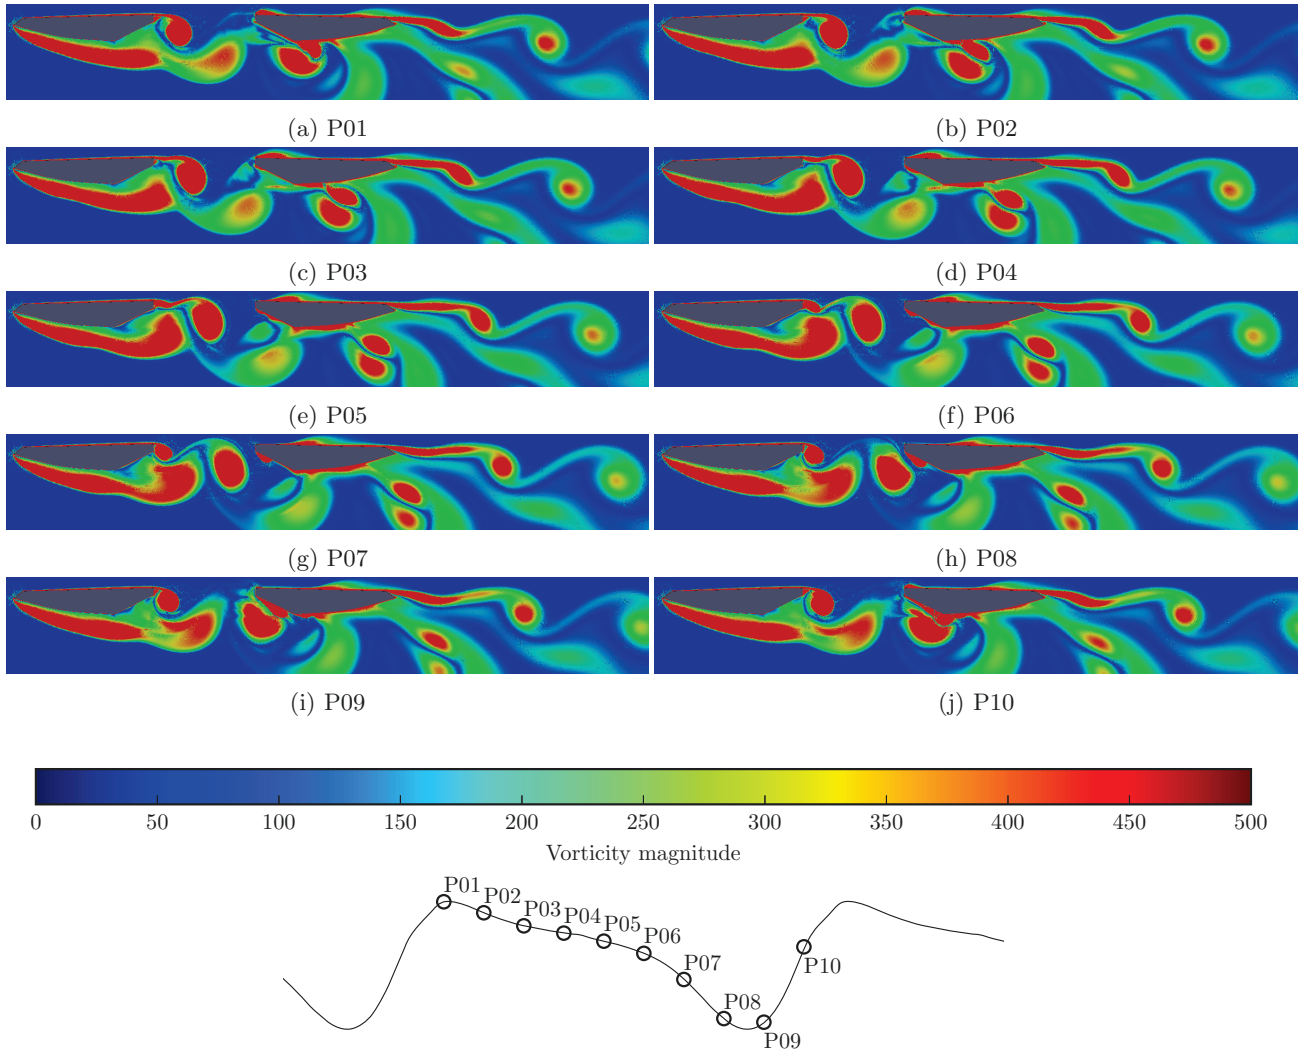 (a) P01
(b) P02
(c) P03
(d) P04
(e) P05
(f) P06
(g) P07
(h) P08
(i) P09
(j) P10
0 50 100 150 200 250 300 350 400 450 500
Vorticity magnitude
P01
P02
P03
P04
P05
P06
P07
P08
P09
P10